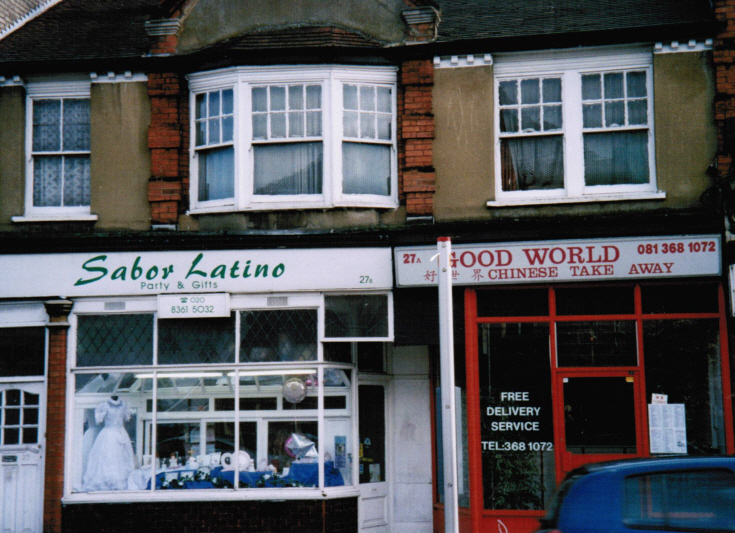 Sabor Latino
Party & Gifts
27B
☎ 020
8361 5032
27A GOOD WORLD 081 368 1072
好世界 CHINESE TAKE AWAY
FREE
DELIVERY
SERVICE
TEL:368 1072